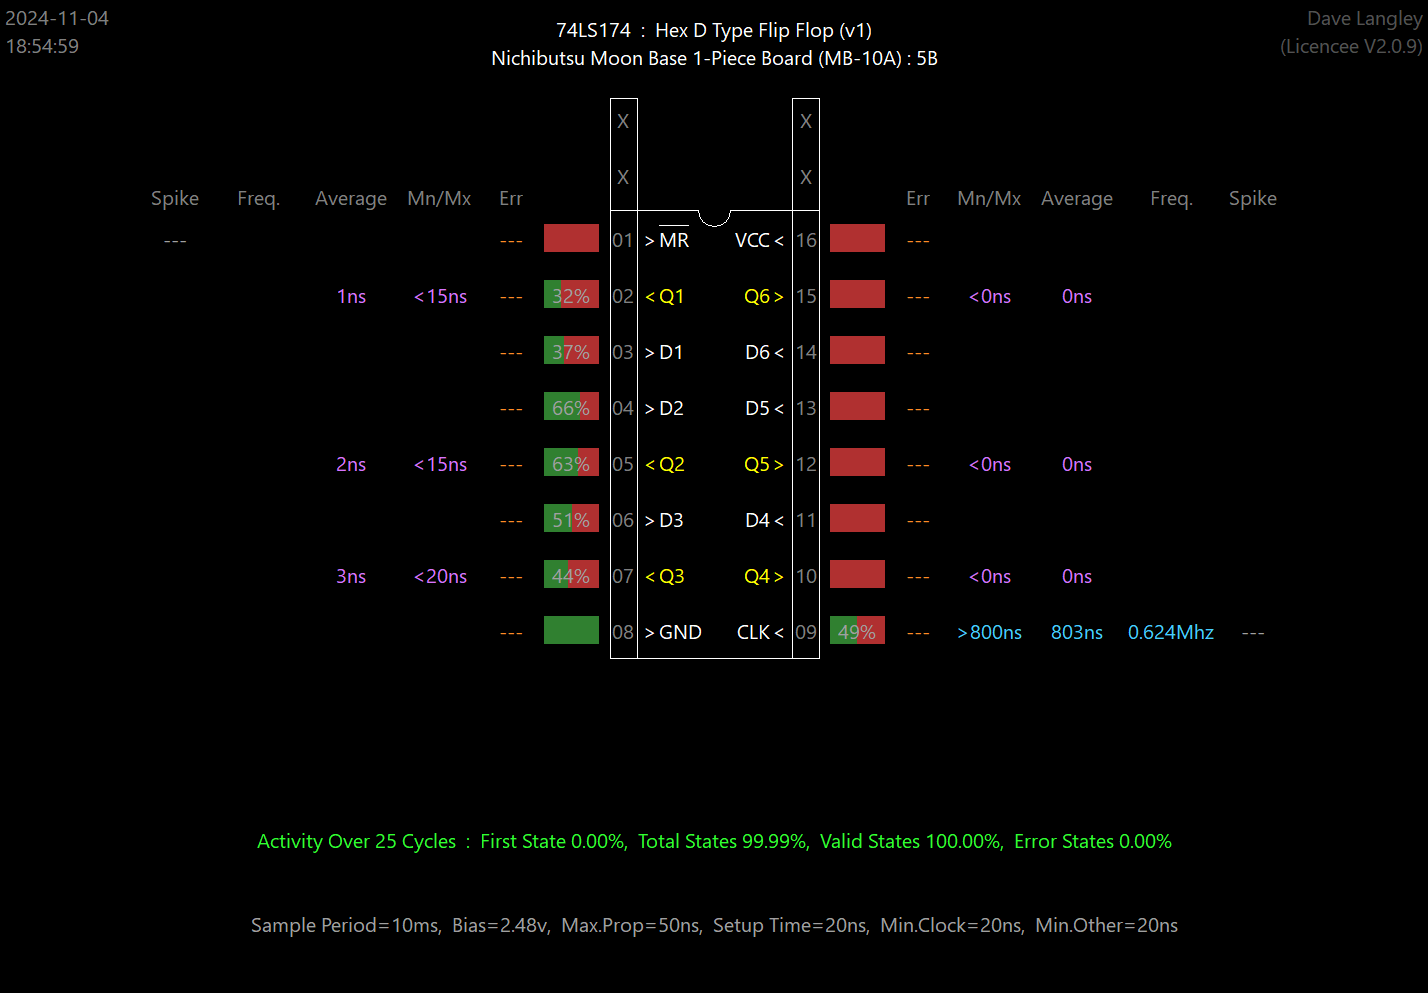 2024-11-04
18:54:59
74LS174 : Hex D Type Flip Flop (v1)
Nichibutsu Moon Base 1-Piece Board (MB-10A) : 5B
Dave Langley
(Licencee V2.0.9)
X X
X X
Spike Freq. Average Mn/Mx Err Err Mn/Mx Average Freq. Spike
--- --- 01 >MR VCC< 16 ---
1ns <15ns --- 32% 02 <Q1 Q6> 15 --- <0ns 0ns
--- 37% 03 >D1 D6< 14 ---
--- 66% 04 >D2 D5< 13 ---
2ns <15ns --- 63% 05 <Q2 Q5> 12 --- <0ns 0ns
--- 51% 06 >D3 D4< 11 ---
3ns <20ns --- 44% 07 <Q3 Q4> 10 --- <0ns 0ns
--- 08 >GND CLK< 09 49% --- >800ns 803ns 0.624Mhz ---
Activity Over 25 Cycles : First State 0.00%, Total States 99.99%, Valid States 100.00%, Error States 0.00%
Sample Period=10ms, Bias=2.48v, Max.Prop=50ns, Setup Time=20ns, Min.Clock=20ns, Min.Other=20ns